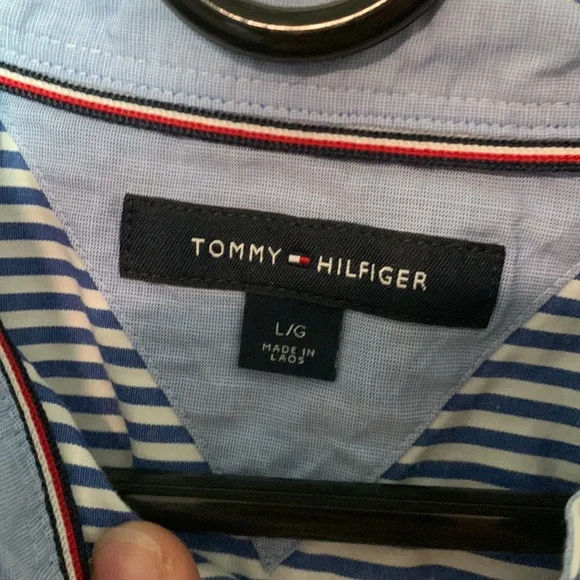 TOMMY HILFIGER
L/G
MADE IN
LAOS